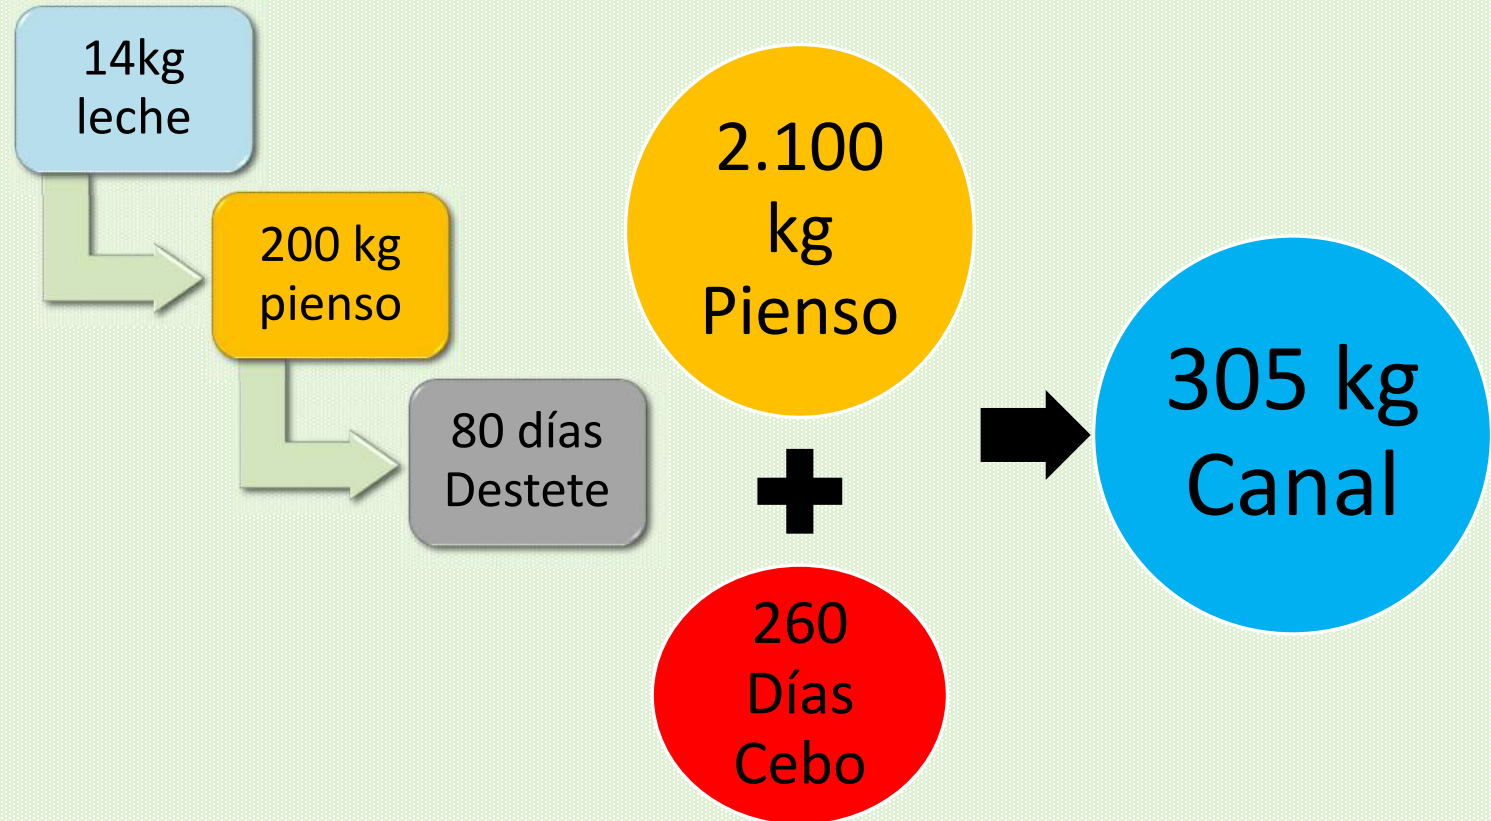 14kg
leche
200 kg
pienso
80 días
Destete
2.100
kg
Pienso
260
Días
Cebo
305 kg
Canal